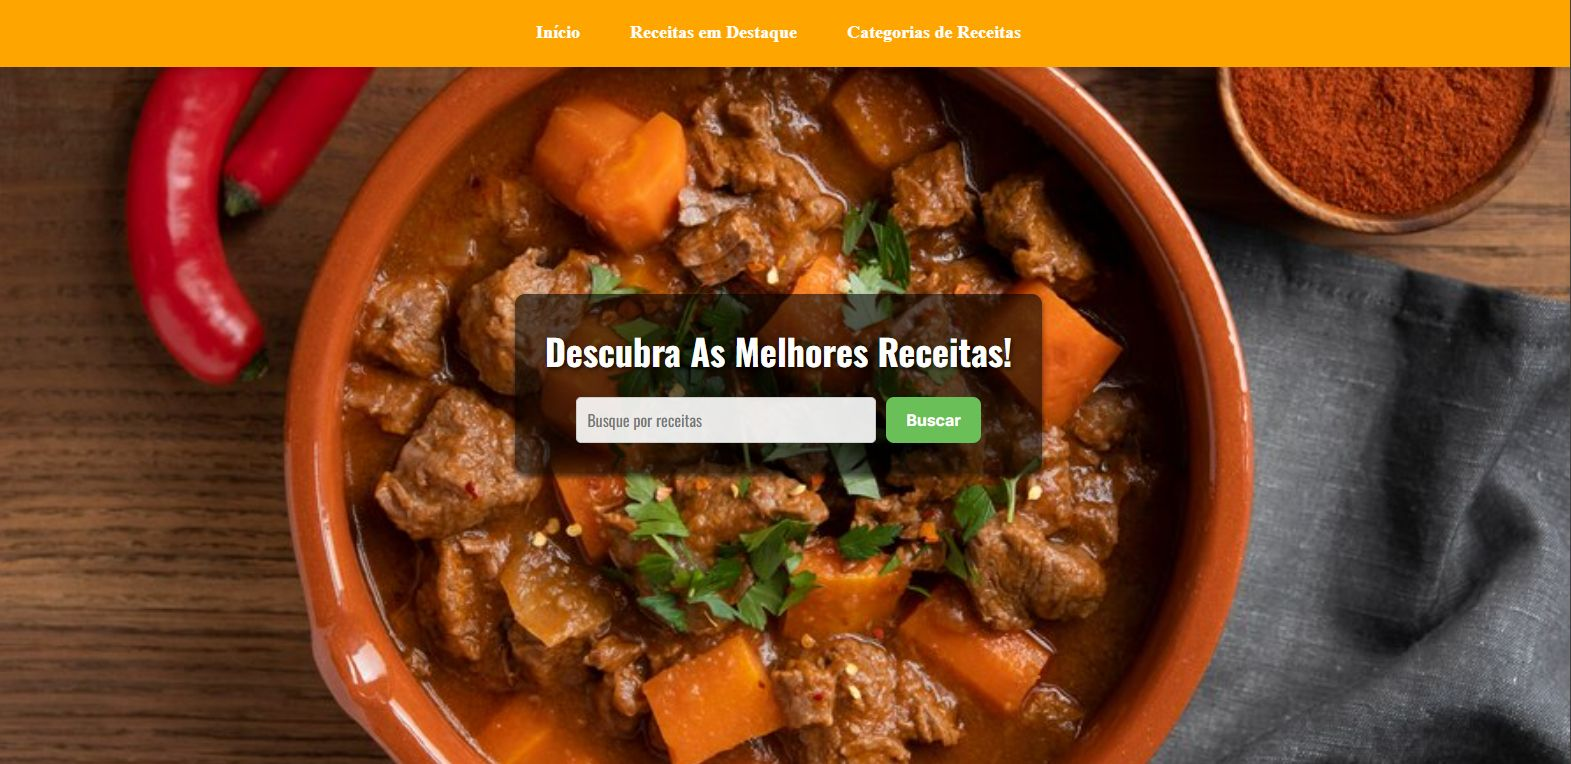 Início
Receitas em Destaque
Categorias de Receitas
Descubra As Melhores Receitas!
Busque por receitas
Buscar